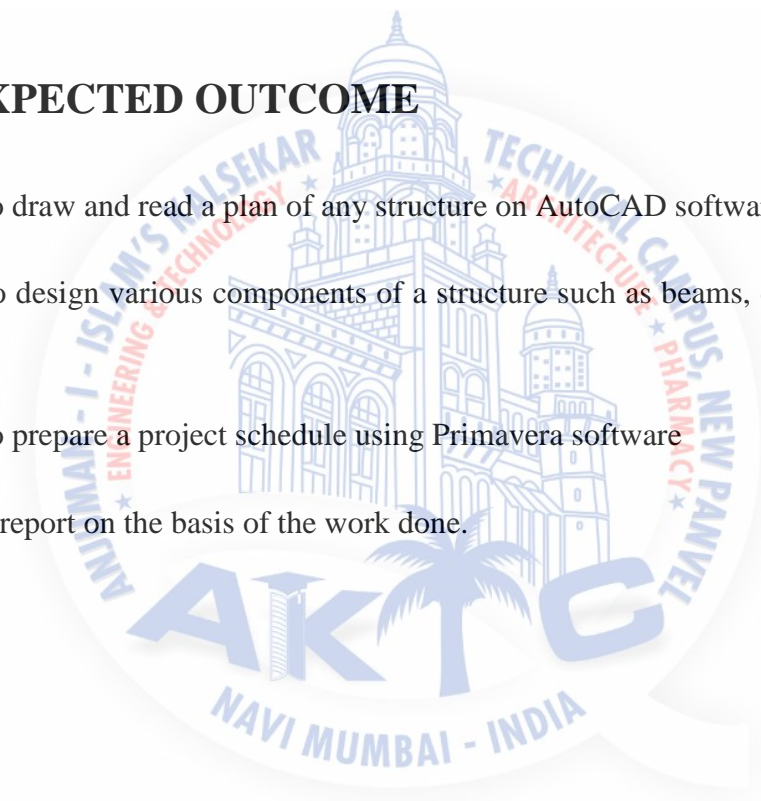 XPECTED OUTCOME
o draw and read a plan of any structure on AutoCAD softwa
o design various components of a structure such as beams,
o prepare a project schedule using Primavera software
report on the basis of the work done.
ANJUMAN - I - ISLAM'S KALSEKAR TECHNICAL CAMPUS, NEW PANVEL
★ ENGINEERING & TECHNOLOGY ★ ★ ARCHITECTURE ★ PHARMACY ★
AKTC
NAVI MUMBAI - INDIA